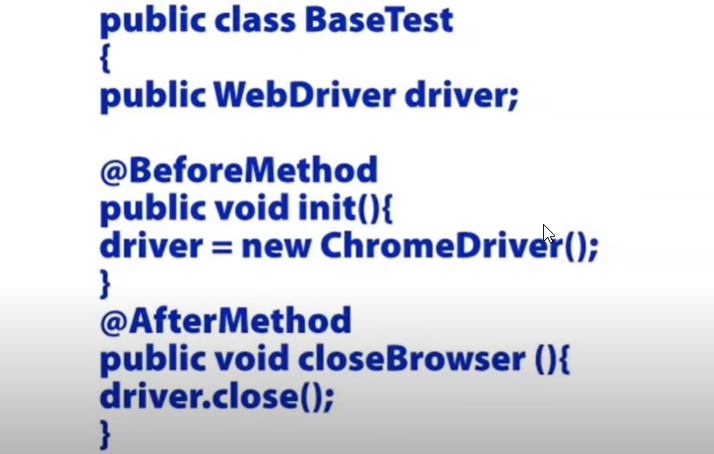 public class BaseTest
{
public WebDriver driver;
@BeforeMethod
public void init(){
driver = new ChromeDriver();
}
@AfterMethod
public void closeBrowser (){
driver.close();
}